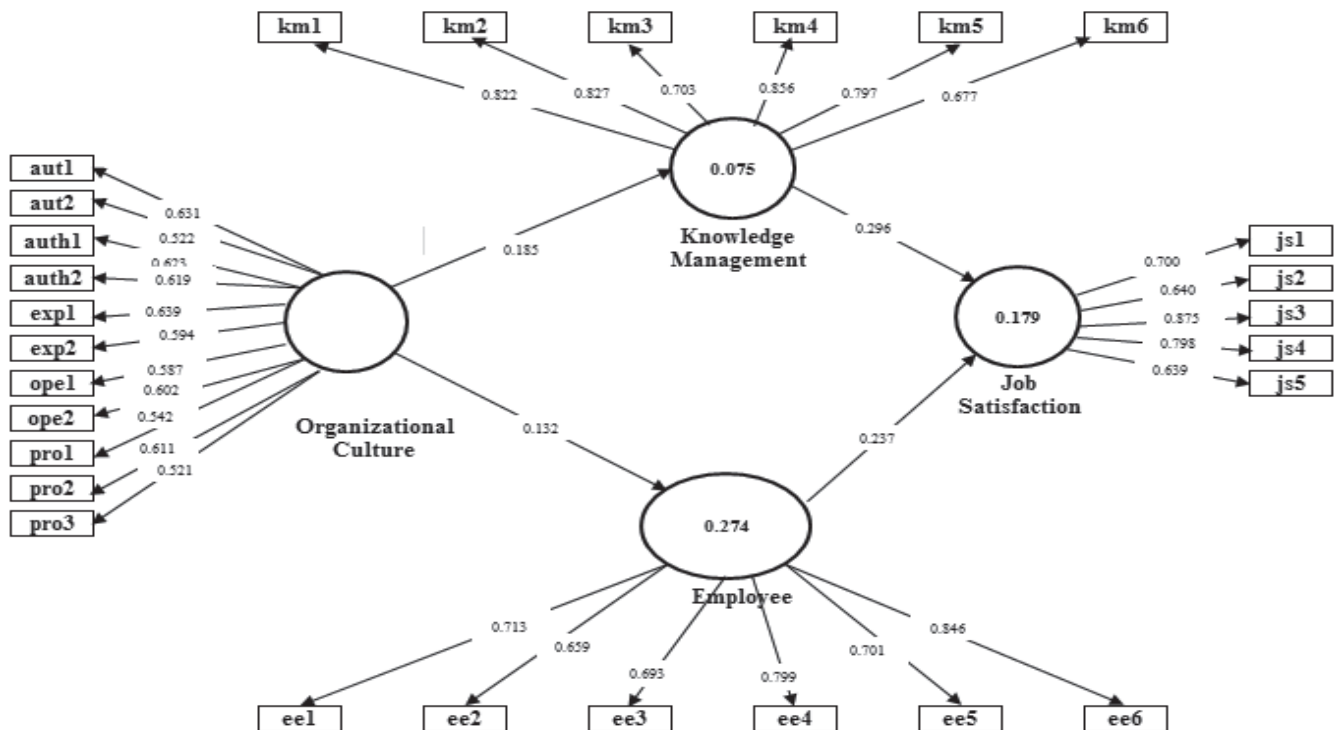 km1
km2
km3
km4
km5
km6
0.822
0.827
0.703
0.856
0.797
0.677
aut1
aut2
auth1
auth2
exp1
exp2
ope1
ope2
pro1
pro2
pro3
0.631
0.522
0.623
0.619
0.639
0.594
0.587
0.602
0.542
0.611
0.521
Organizational
Culture
0.185
0.132
0.075
Knowledge
Management
0.296
0.237
0.179
Job
Satisfaction
0.700
0.640
0.875
0.798
0.639
js1
js2
js3
js4
js5
0.274
Employee
0.713
0.659
0.693
0.799
0.701
0.846
ee1
ee2
ee3
ee4
ee5
ee6